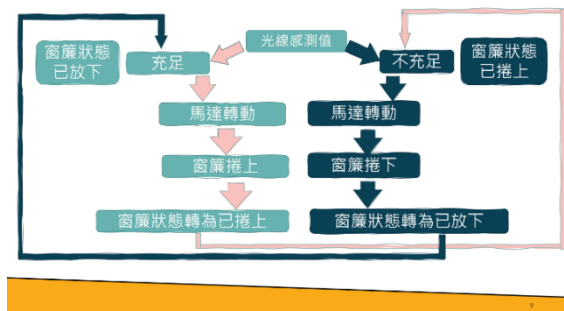 光線感測值
窗簾狀態
已放下
充足
不充足
窗簾狀態
已捲上
馬達轉動
馬達轉動
窗簾捲上
窗簾捲下
窗簾狀態轉為已捲上
窗簾狀態轉為已放下
9